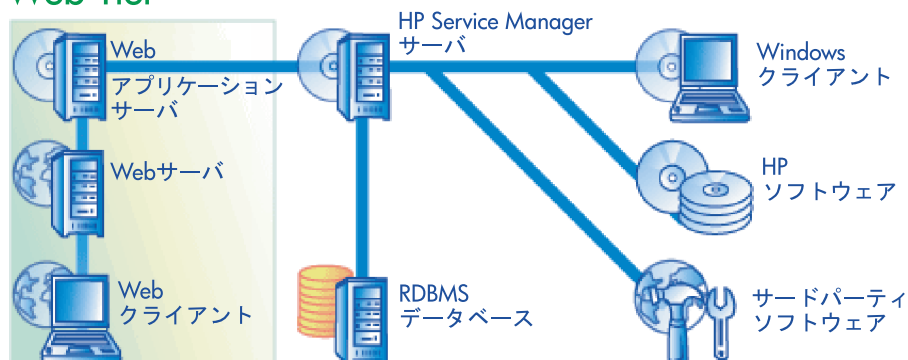 Web Tier
Web
アプリケーション
サーバ
Webサーバ
Web
クライアント
HP Service Manager
サーバ
RDBMS
データベース
Windows
クライアント
HP
ソフトウェア
サードパーティ
ソフトウェア